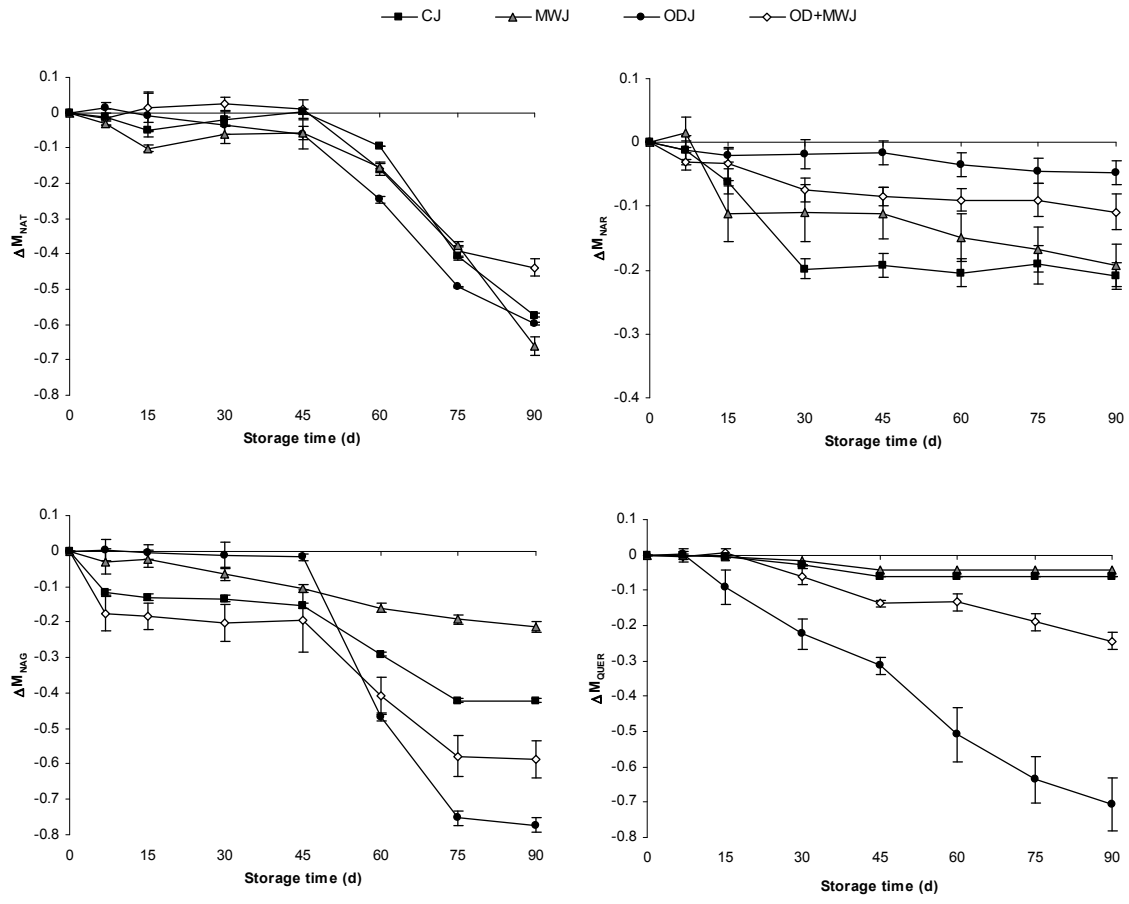 CJ MWJ ODJ OD+MWJ
0.1
0
-0.1
-0.2
-0.3
-0.4
-0.5
-0.6
-0.7
-0.8
ΔM_NAT
0 15 30 45 60 75 90
Storage time (d)
0.1
0
-0.1
-0.2
-0.3
-0.4
ΔM_NAR
0 15 30 45 60 75 90
Storage time (d)
0.1
0
-0.1
-0.2
-0.3
-0.4
-0.5
-0.6
-0.7
-0.8
ΔM_NAG
0 15 30 45 60 75 90
Storage time (d)
0.1
0
-0.1
-0.2
-0.3
-0.4
-0.5
-0.6
-0.7
-0.8
ΔM_QUER
0 15 30 45 60 75 90
Storage time (d)